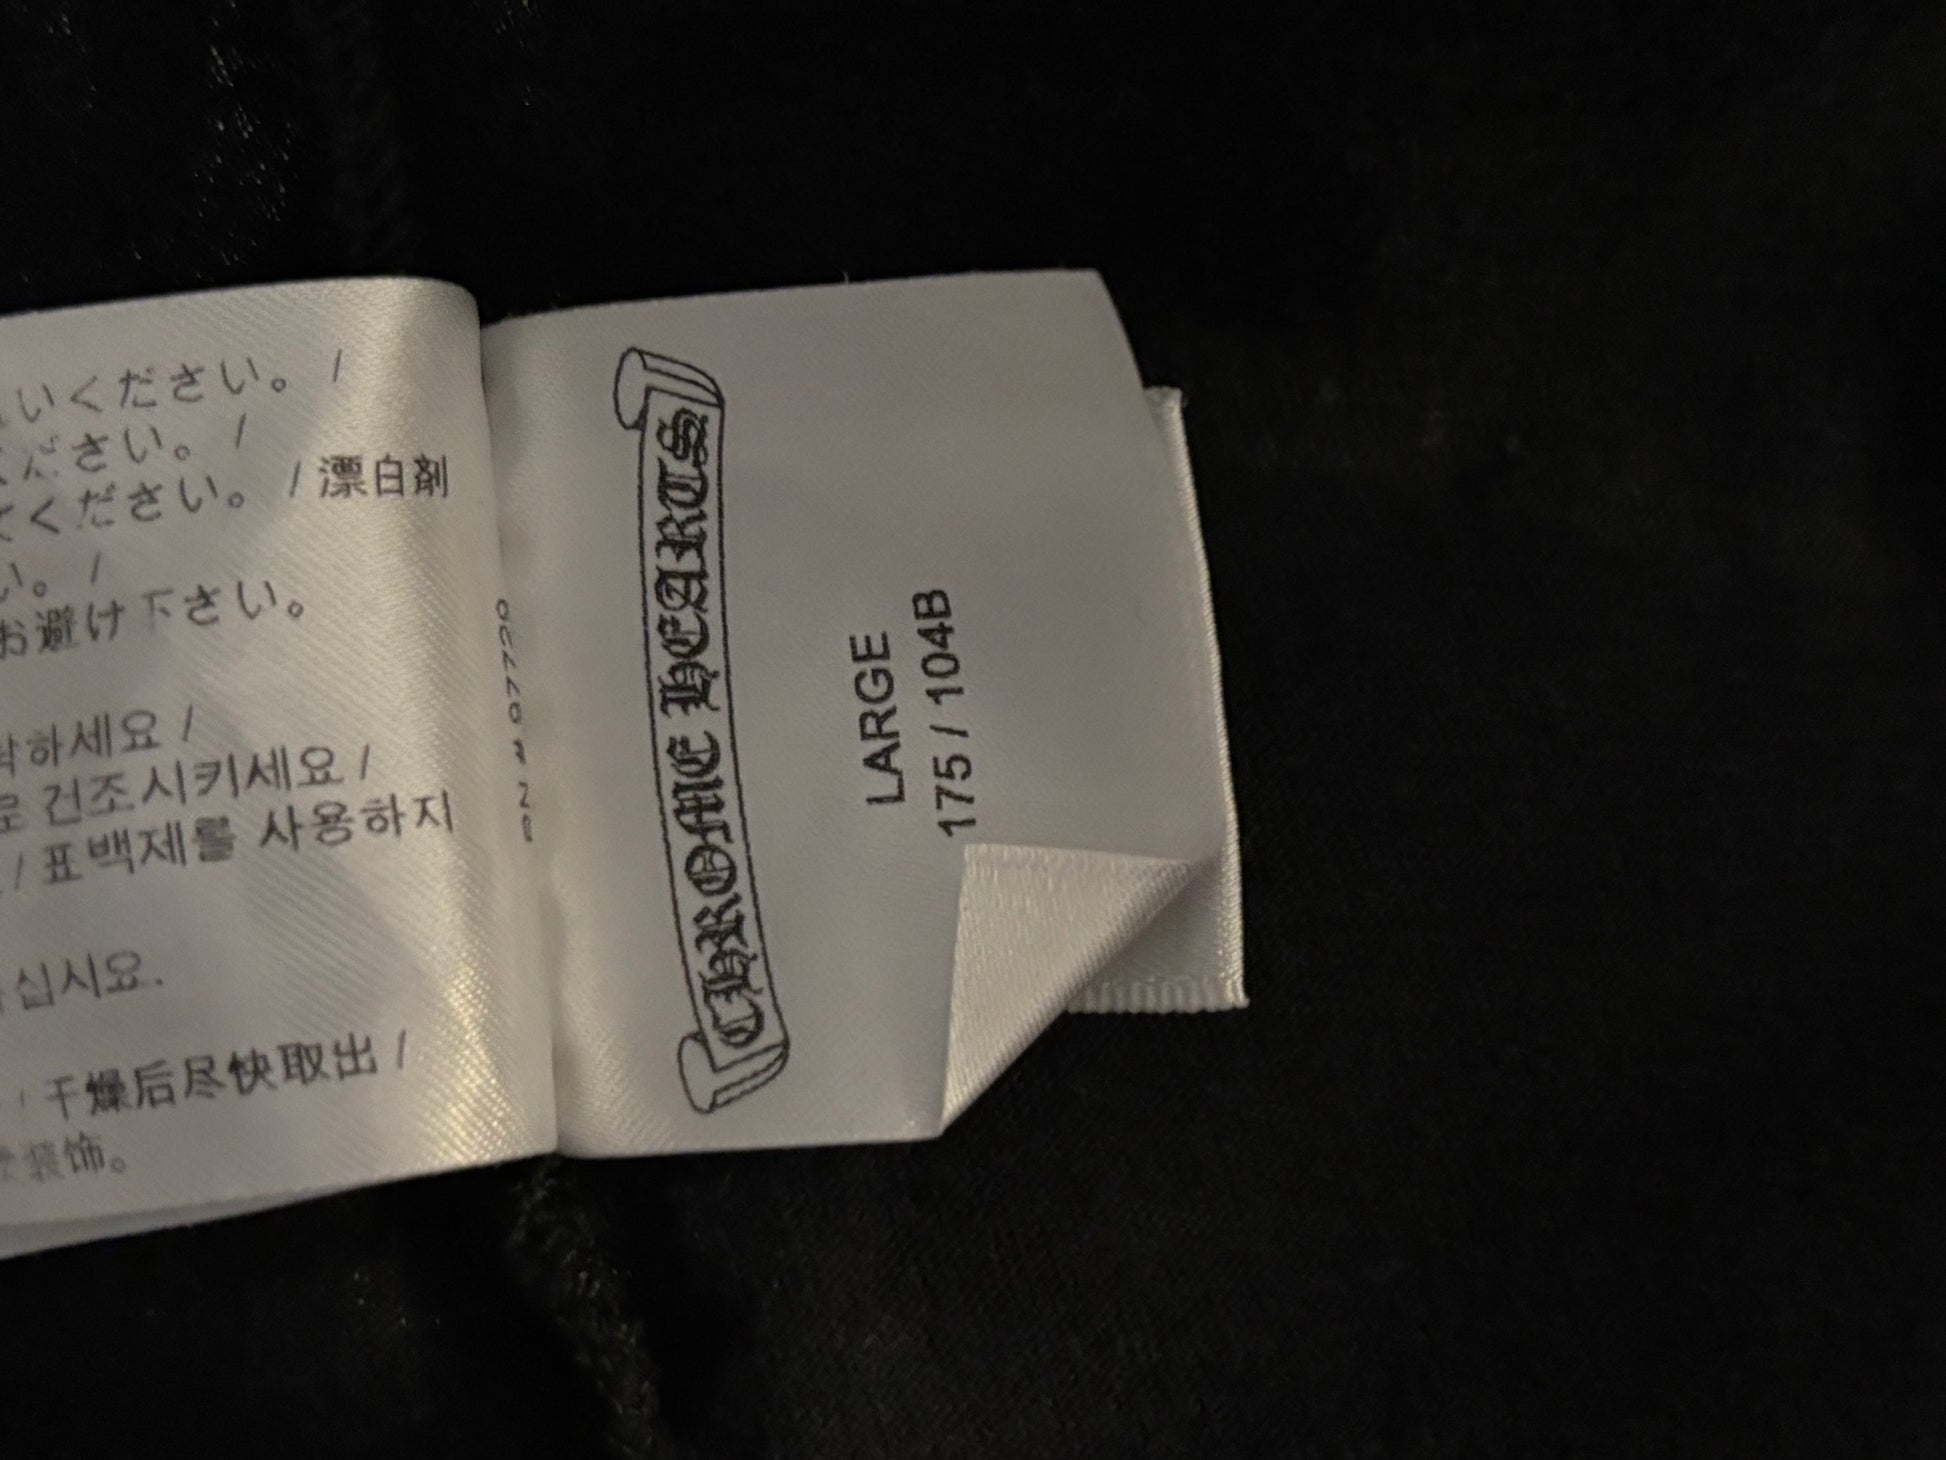 いください。 /
ください。 /
てください。 / 漂白剤
い。 /
お避け下さい。
하세요 /
로 건조시키세요 /
/ 표백제를 사용하지
십시요.
/ 干燥后尽快取出 /
装饰。
CHROME HEARTS
LARGE
175 / 104B